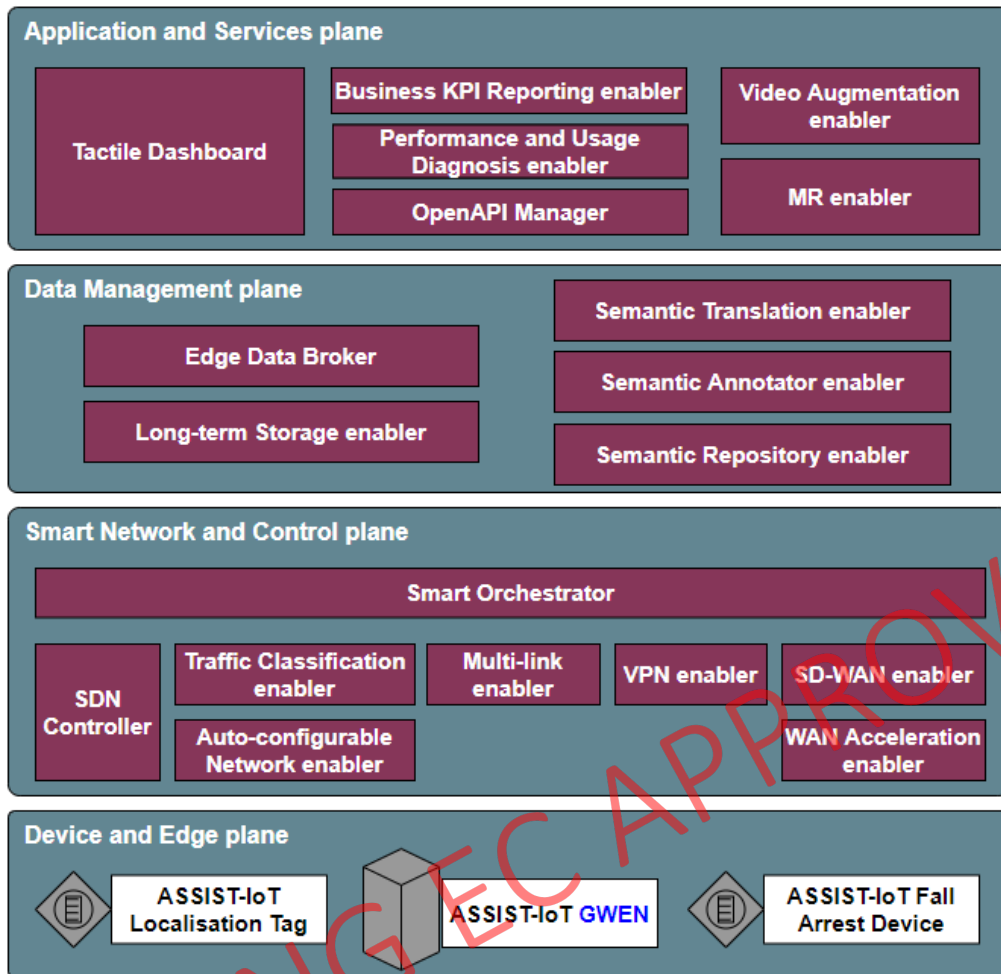 Application and Services plane
Tactile Dashboard
Business KPI Reporting enabler
Performance and Usage
Diagnosis enabler
OpenAPI Manager
Video Augmentation
enabler
MR enabler
Data Management plane
Edge Data Broker
Long-term Storage enabler
Semantic Translation enabler
Semantic Annotator enabler
Semantic Repository enabler
Smart Network and Control plane
Smart Orchestrator
SDN
Controller
Traffic Classification
enabler
Auto-configurable
Network enabler
Multi-link
enabler
VPN enabler
SD-WAN enabler
WAN Acceleration
enabler
Device and Edge plane
ASSIST-IoT
Localisation Tag
ASSIST-IoT GWEN
ASSIST-IoT Fall
Arrest Device
NG EC APPROV